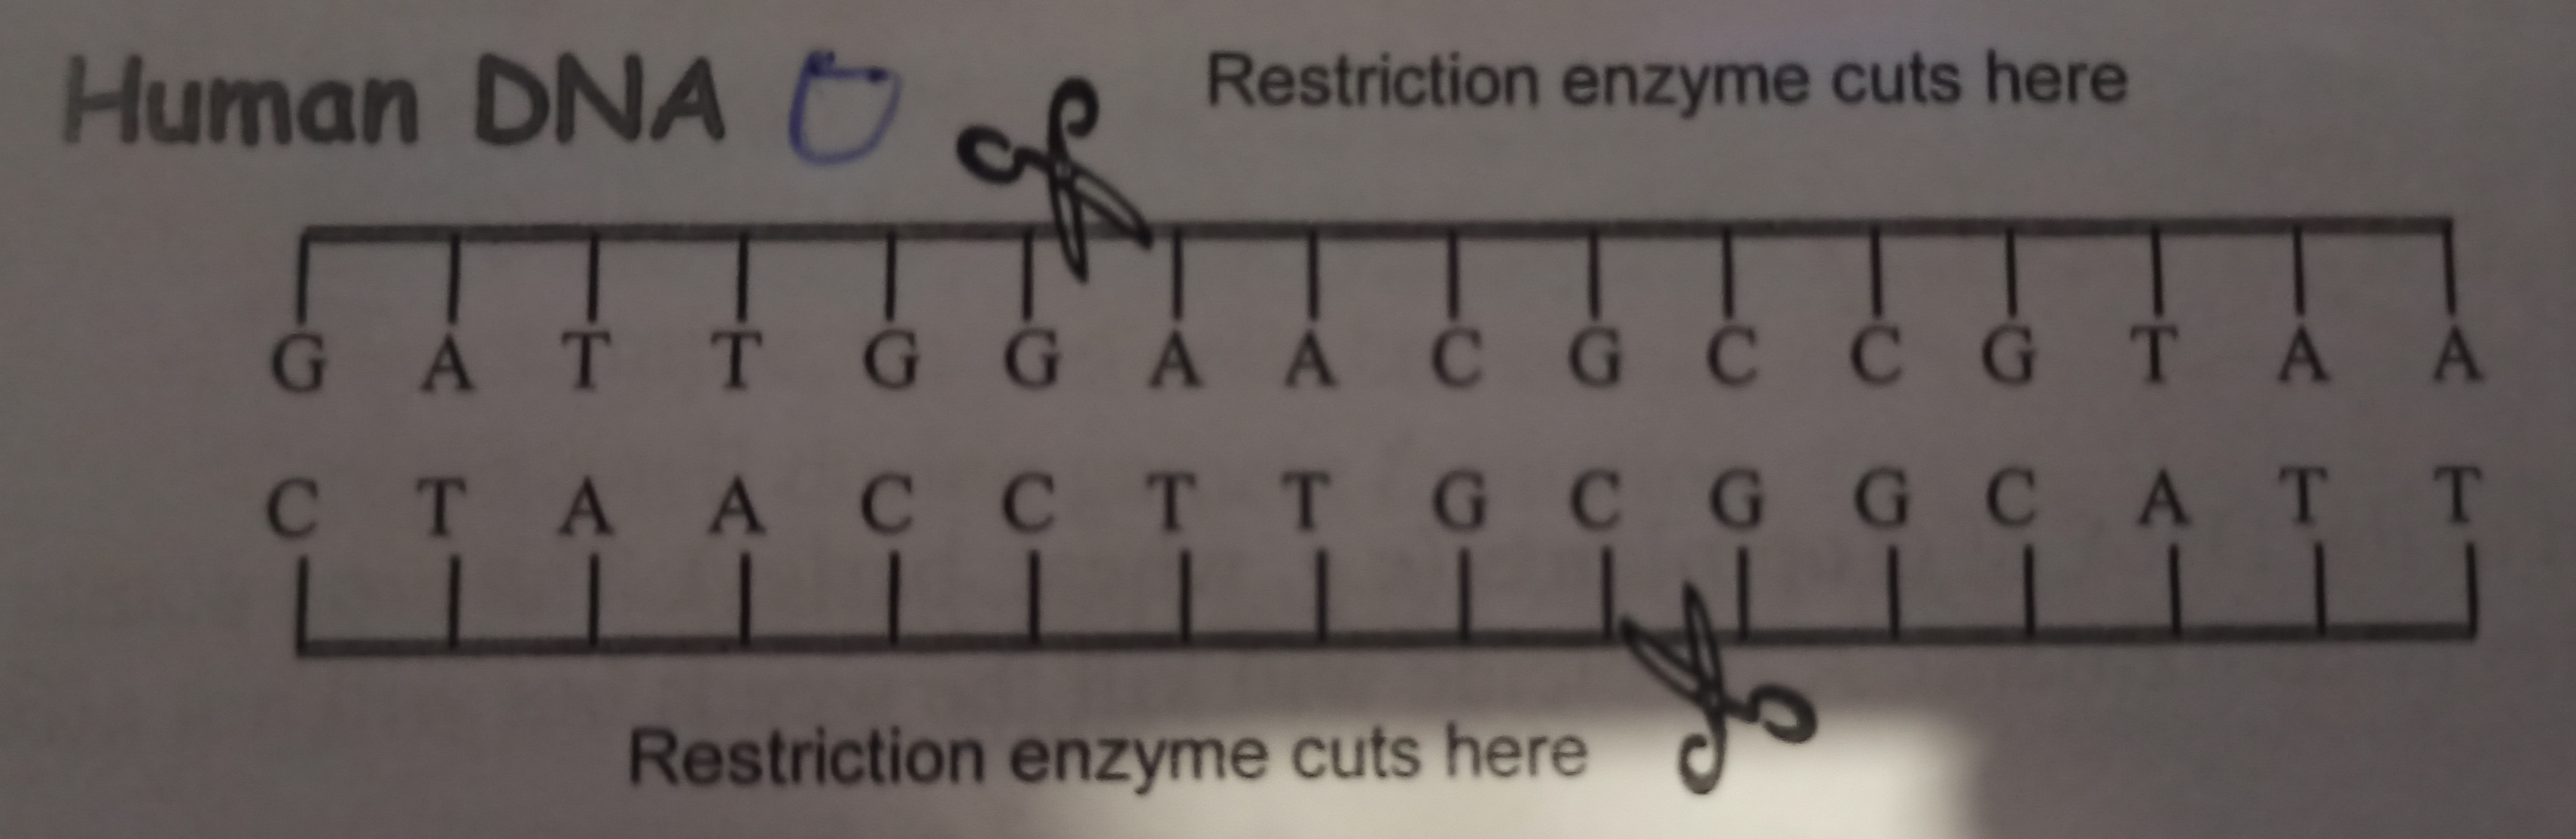 Human DNA
Restriction enzyme cuts here
G A T T G G A A C G C C G T A A
C T A A C C T T G C G G C A T T
Restriction enzyme cuts here